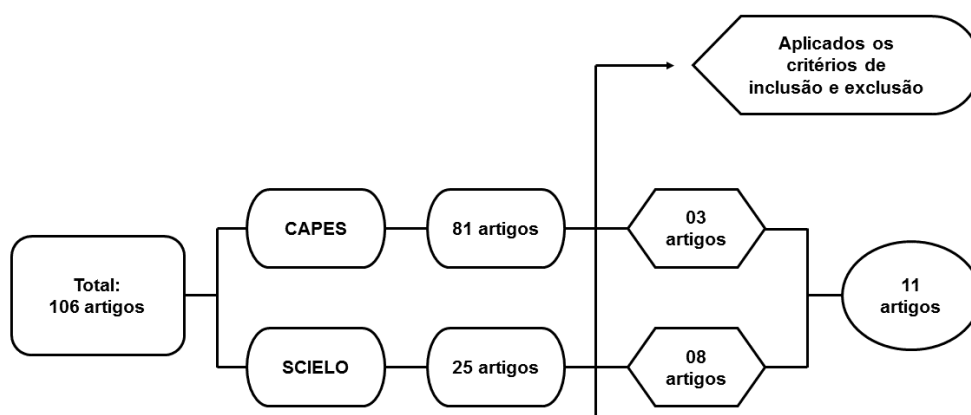 Aplicados os
critérios de
inclusão e exclusão
Total:
106 artigos
CAPES
81 artigos
03
artigos
SCIELO
25 artigos
08
artigos
11
artigos